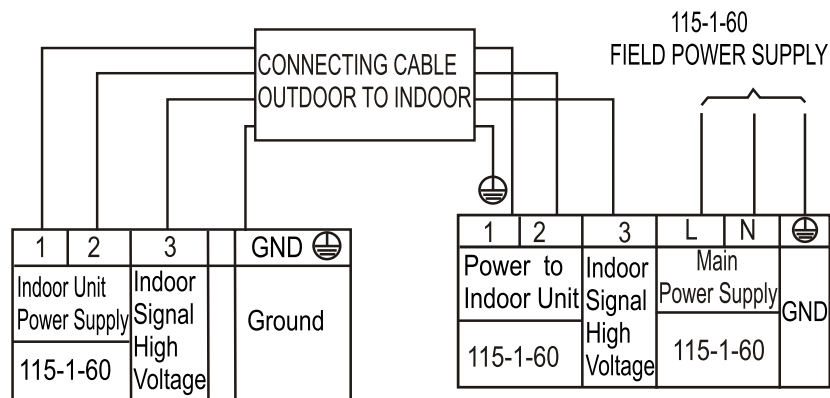 115-1-60
FIELD POWER SUPPLY
CONNECTING CABLE
OUTDOOR TO INDOOR
1 2 3 GND
Indoor Unit
Power Supply
115-1-60
Indoor
Signal
High
Voltage
Ground
1 2 3 L N
Power to
Indoor Unit
115-1-60
Indoor
Signal
High
Voltage
Main
Power Supply
115-1-60
GND